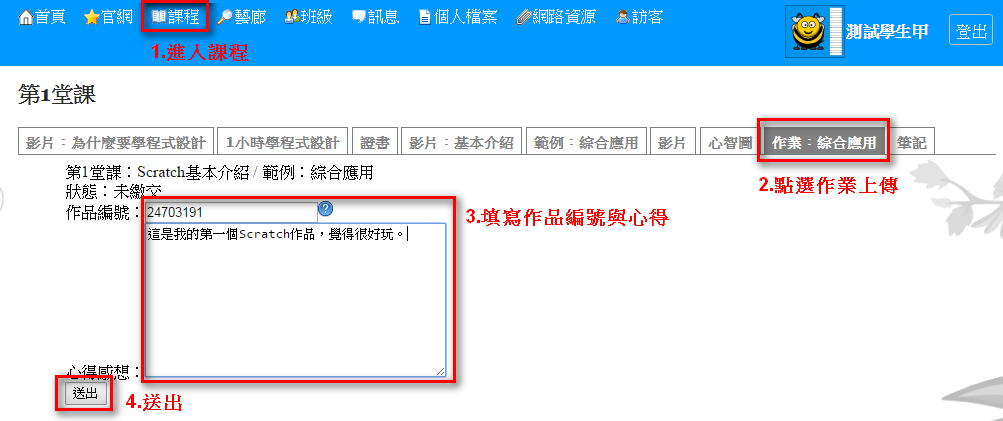 首頁 官網 課程 藝廊 班級 訊息 個人檔案 網路資源 訪客
測試學生甲 登出
1.進入課程
第1堂課
影片：為什麼要學程式設計 1小時學程式設計 證書 影片：基本介紹 範例：綜合應用 影片 心智圖 作業：綜合應用 筆記
第1堂課：Scratch基本介紹 / 範例：綜合應用
2.點選作業上傳
狀態：未繳交
作品編號：24703191 ?
3.填寫作品編號與心得
這是我的第一個Scratch作品，覺得很好玩。
心得感想：
送出
4.送出